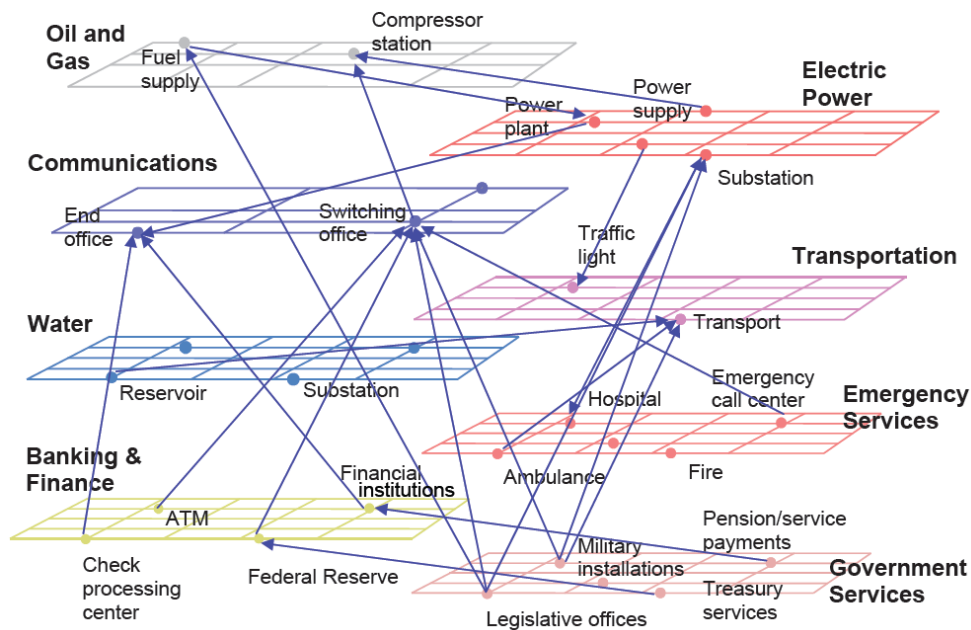 Oil and
Gas
Fuel
supply
Compressor
station
Electric
Power
Power
plant
Power
supply
Substation
Communications
End
office
Switching
office
Traffic
light
Transportation
Transport
Water
Reservoir
Substation
Emergency
Services
Hospital
Emergency
call center
Ambulance
Fire
Banking &
Finance
ATM
Financial
institutions
Check
processing
center
Federal Reserve
Government
Services
Military
installations
Pension/service
payments
Legislative offices
Treasury
services